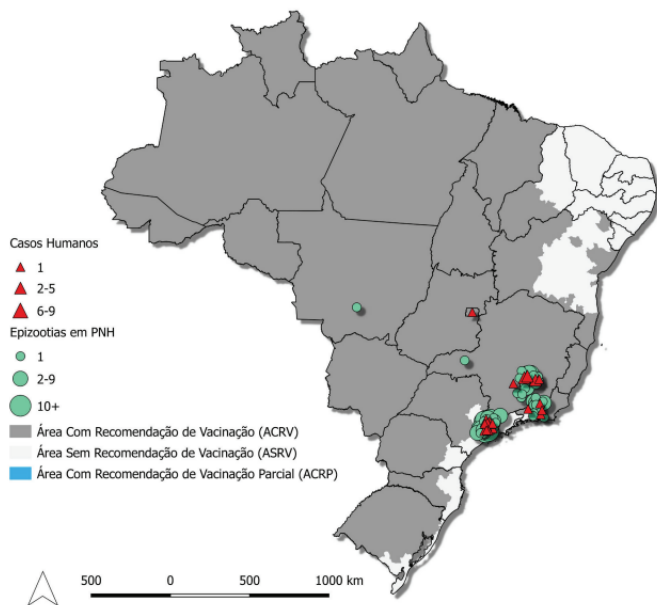 Casos Humanos
1
2-5
6-9
Epizootias em PNH
1
2-9
10+
Área Com Recomendação de Vacinação (ACRV)
Área Sem Recomendação de Vacinação (ASRV)
Área Com Recomendação de Vacinação Parcial (ACRP)
500 0 500 1000 km